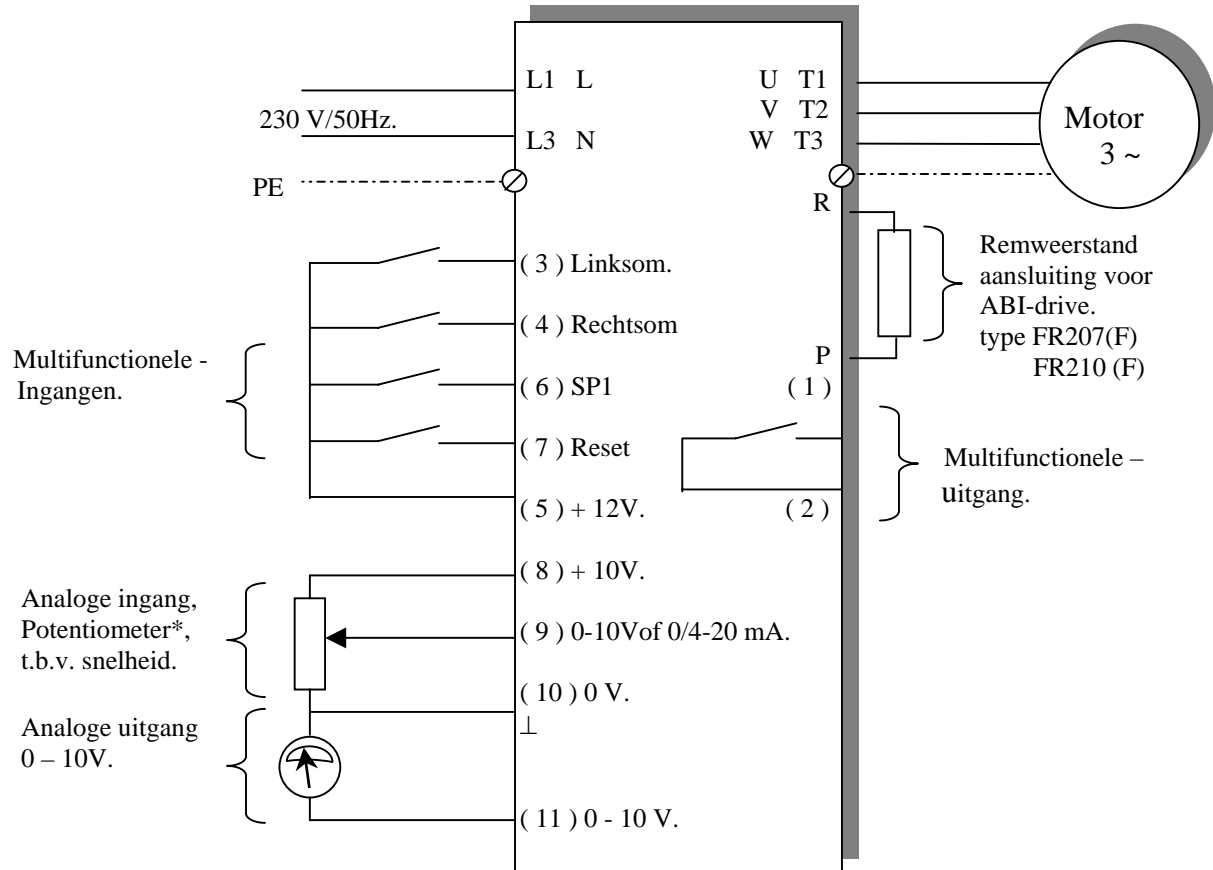 L1 L
230 V/50Hz.
L3 N
PE
U T1
V T2
W T3
Motor
3 ~
R
P
Remweerstand
aansluiting voor
ABI-drive.
type FR207(F)
FR210 (F)
Multifunctionele -
Ingangen.
( 3 ) Linksom.
( 4 ) Rechtsom
( 6 ) SP1
( 7 ) Reset
( 5 ) + 12V.
( 1 )
( 2 )
Multifunctionele –
uitgang.
Analoge ingang,
Potentiometer*,
t.b.v. snelheid.
( 8 ) + 10V.
( 9 ) 0-10Vof 0/4-20 mA.
( 10 ) 0 V.
⊥
Analoge uitgang
0 – 10V.
( 11 ) 0 - 10 V.